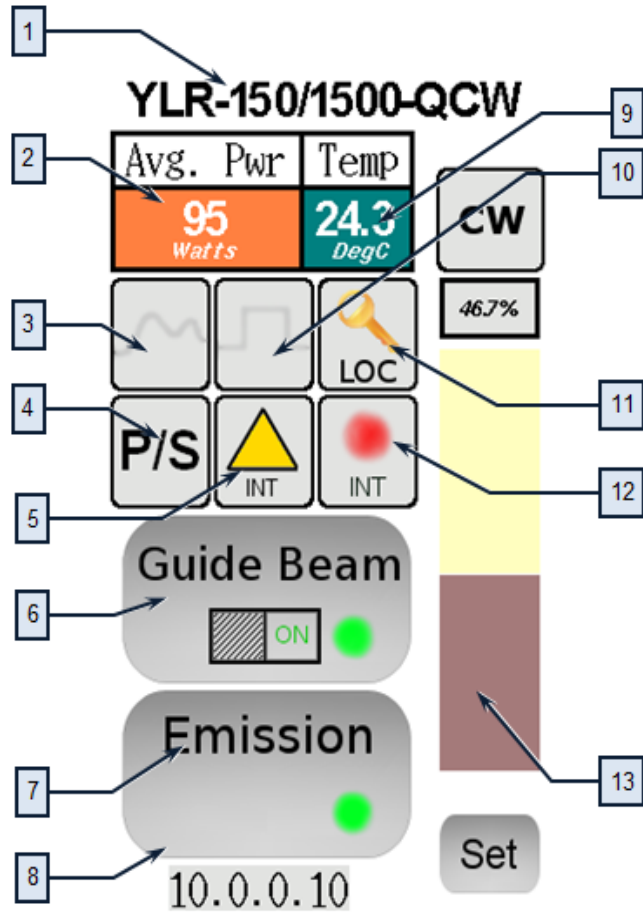 1
YLR-150/1500-QCW
2
Avg. Pwr
Temp
9
95
Watts
24.3
DegC
10
CW
46.7%
3
LOC
11
4
P/S
INT
INT
12
5
Guide Beam
6
ON
Emission
7
13
8
Set
10.0.0.10